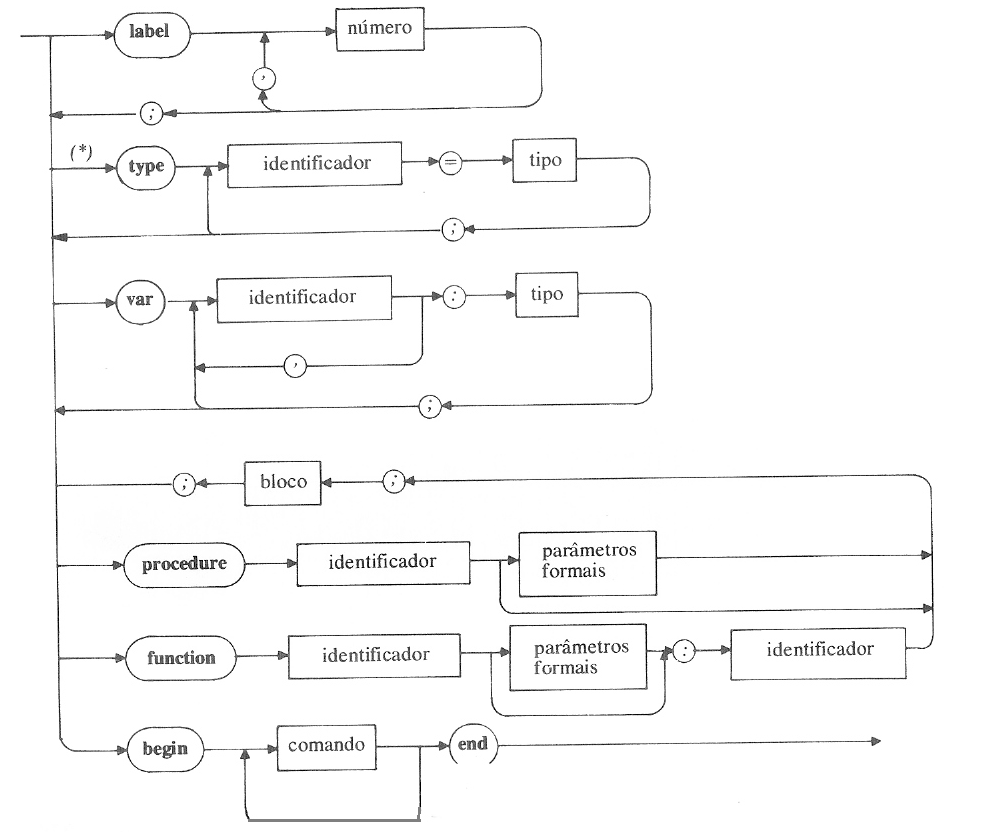 label número
,
;
(*)
type identificador = tipo
;
var identificador : tipo
,
;
; bloco ;
procedure identificador parâmetros
formais
function identificador parâmetros
formais : identificador
begin comando end